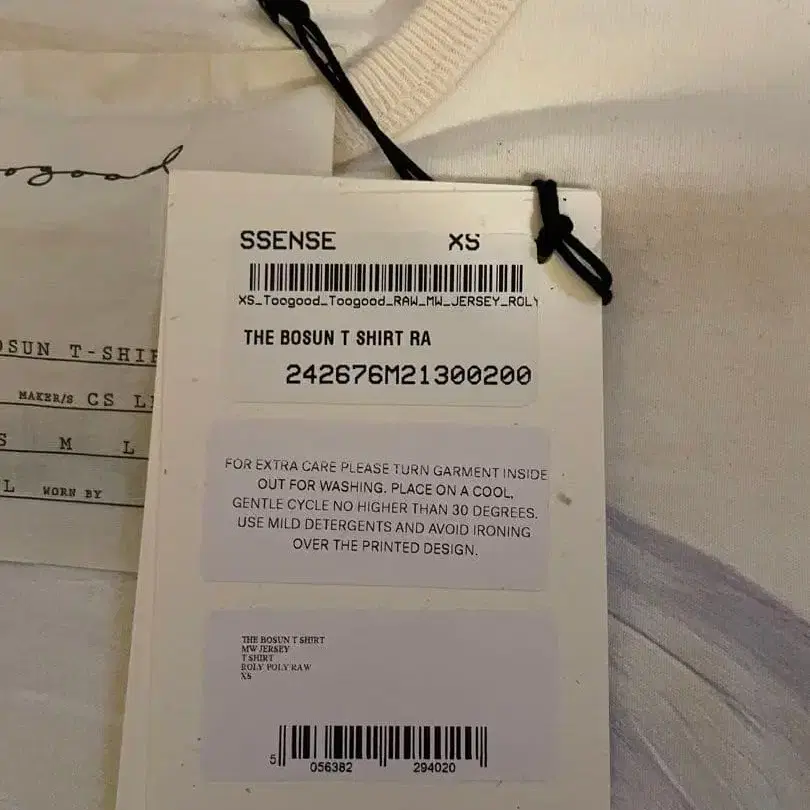 oogood
OSUN T-SHIR
MAKER/S CS L
S M L
L WORN BY
SSENSE XS
XS_Toogood_Toogood_RAW_MW_JERSEY_ROLY
THE BOSUN T SHIRT RA
242676M21300200
FOR EXTRA CARE PLEASE TURN GARMENT INSIDE
OUT FOR WASHING. PLACE ON A COOL,
GENTLE CYCLE NO HIGHER THAN 30 DEGREES.
USE MILD DETERGENTS AND AVOID IRONING
OVER THE PRINTED DESIGN.
THE BOSUN T SHIRT
MW JERSEY
T SHIRT
ROLY POLY RAW
XS
5 056382 294020